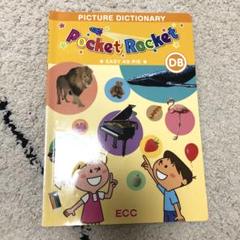 PICTURE DICTIONARY
Pocket Rocket
EASY AS PIE
DB
ECC